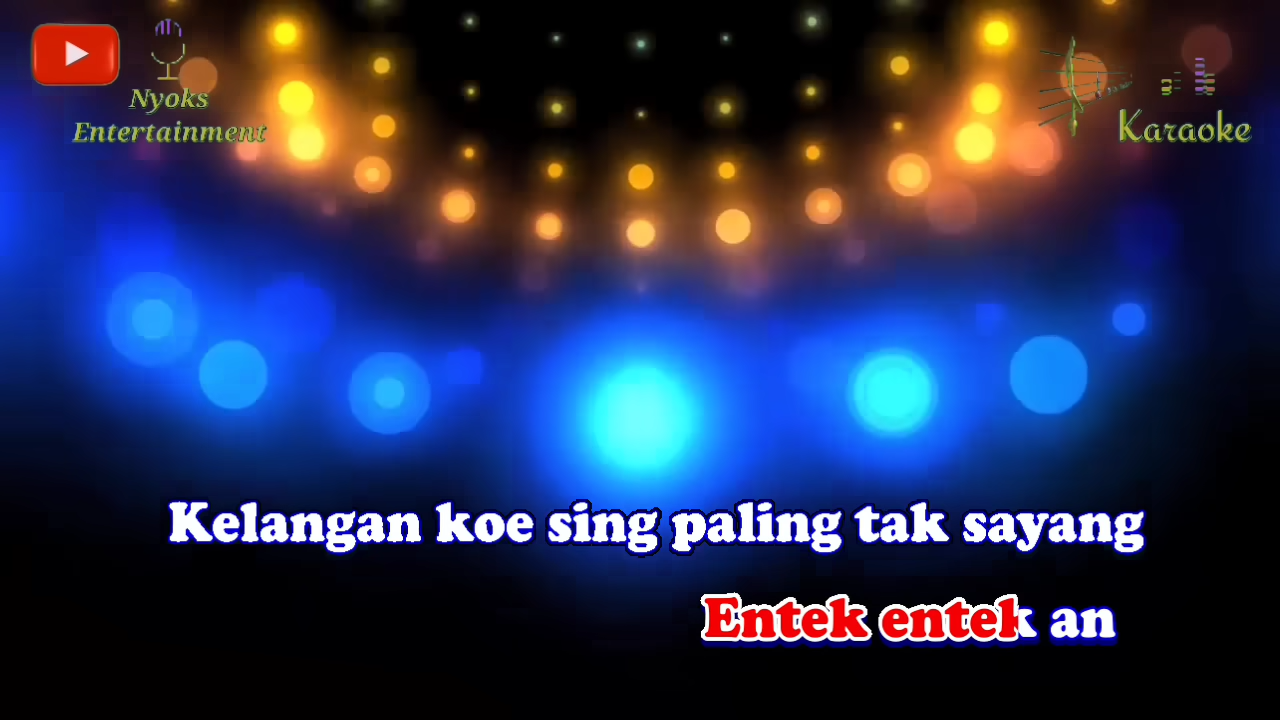 Nyoks
Entertainment
Karaoke
Kelangan koe sing paling tak sayang
Entek entek an